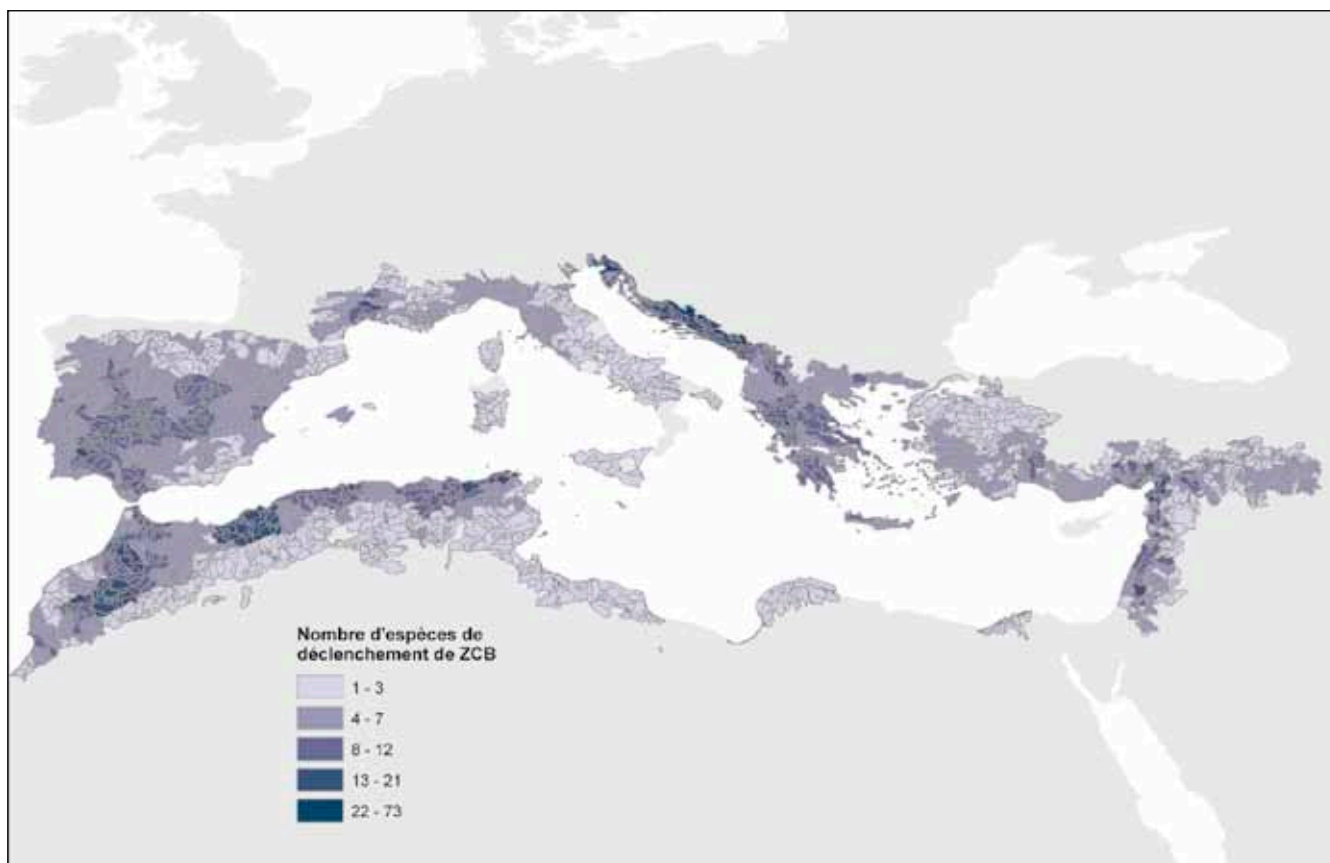 Nombre d'espèces de
déclenchement de ZCB
1 - 3
4 - 7
8 - 12
13 - 21
22 - 73